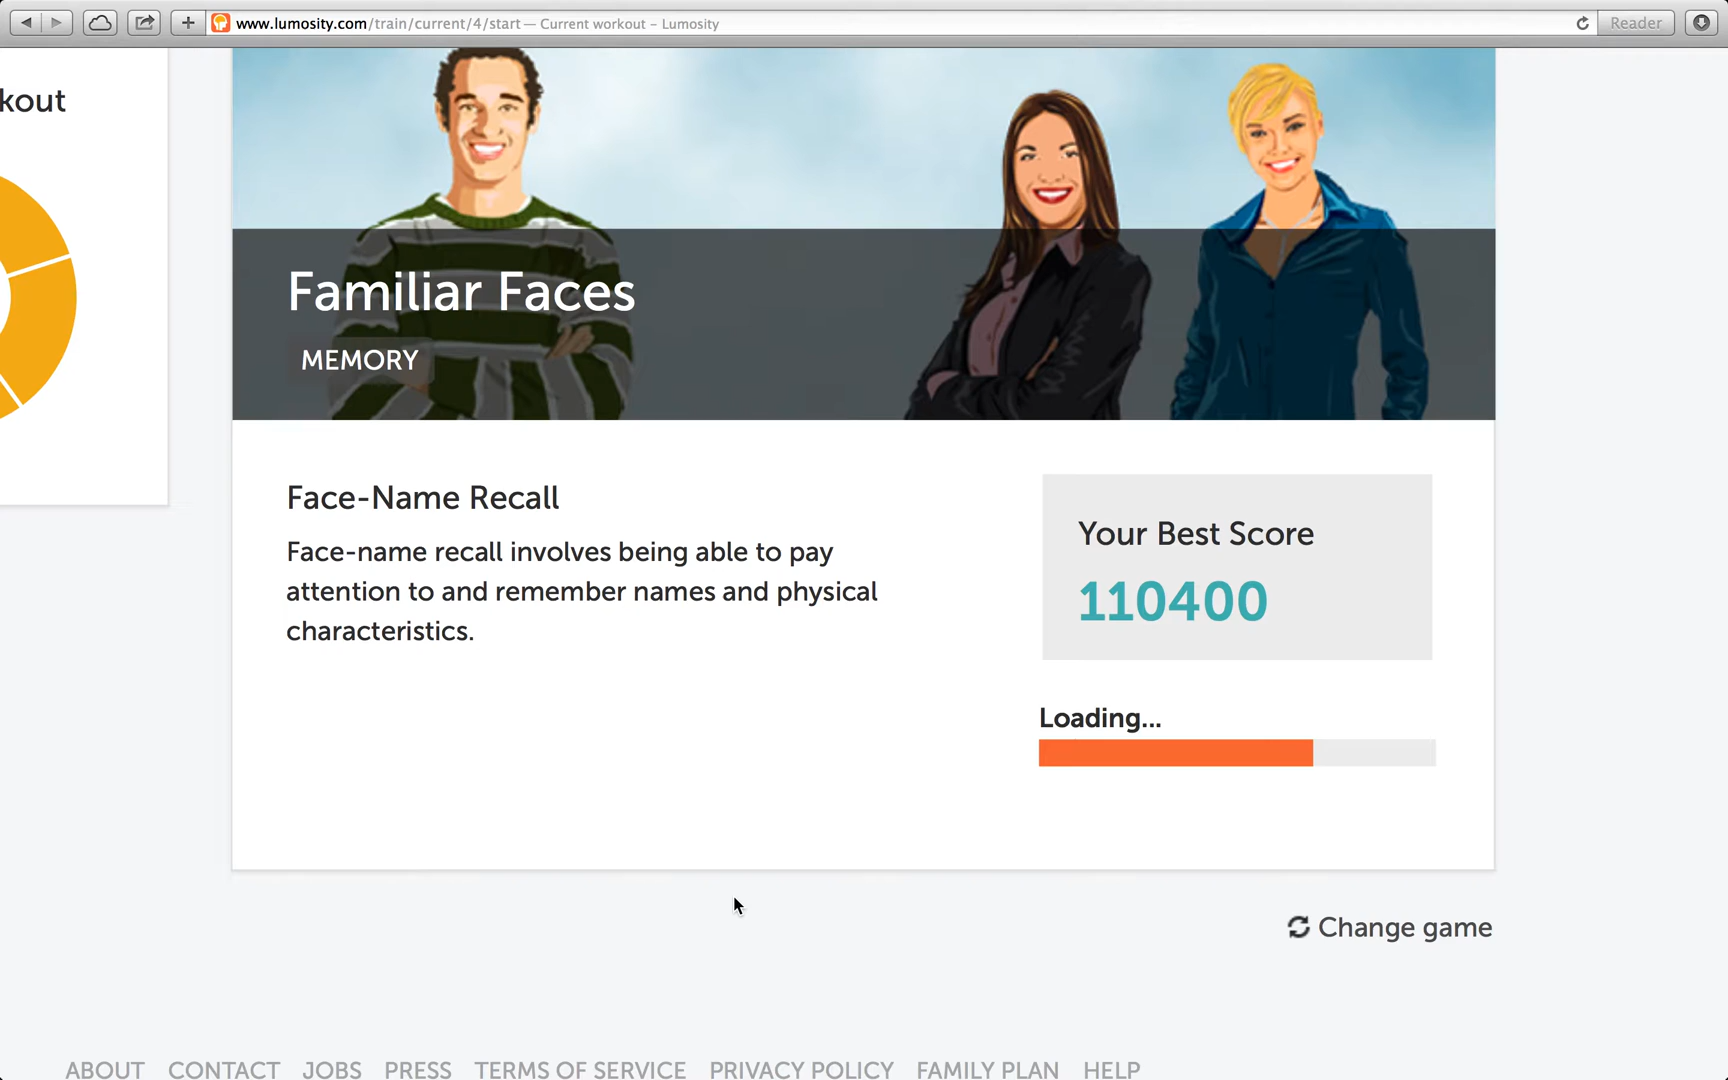 www.lumosity.com/train/current/4/start — Current workout – Lumosity
Reader
kout
Familiar Faces
MEMORY
Face-Name Recall
Face-name recall involves being able to pay
attention to and remember names and physical
characteristics.
Your Best Score
110400
Loading...
Change game
ABOUT CONTACT JOBS PRESS TERMS OF SERVICE PRIVACY POLICY FAMILY PLAN HELP